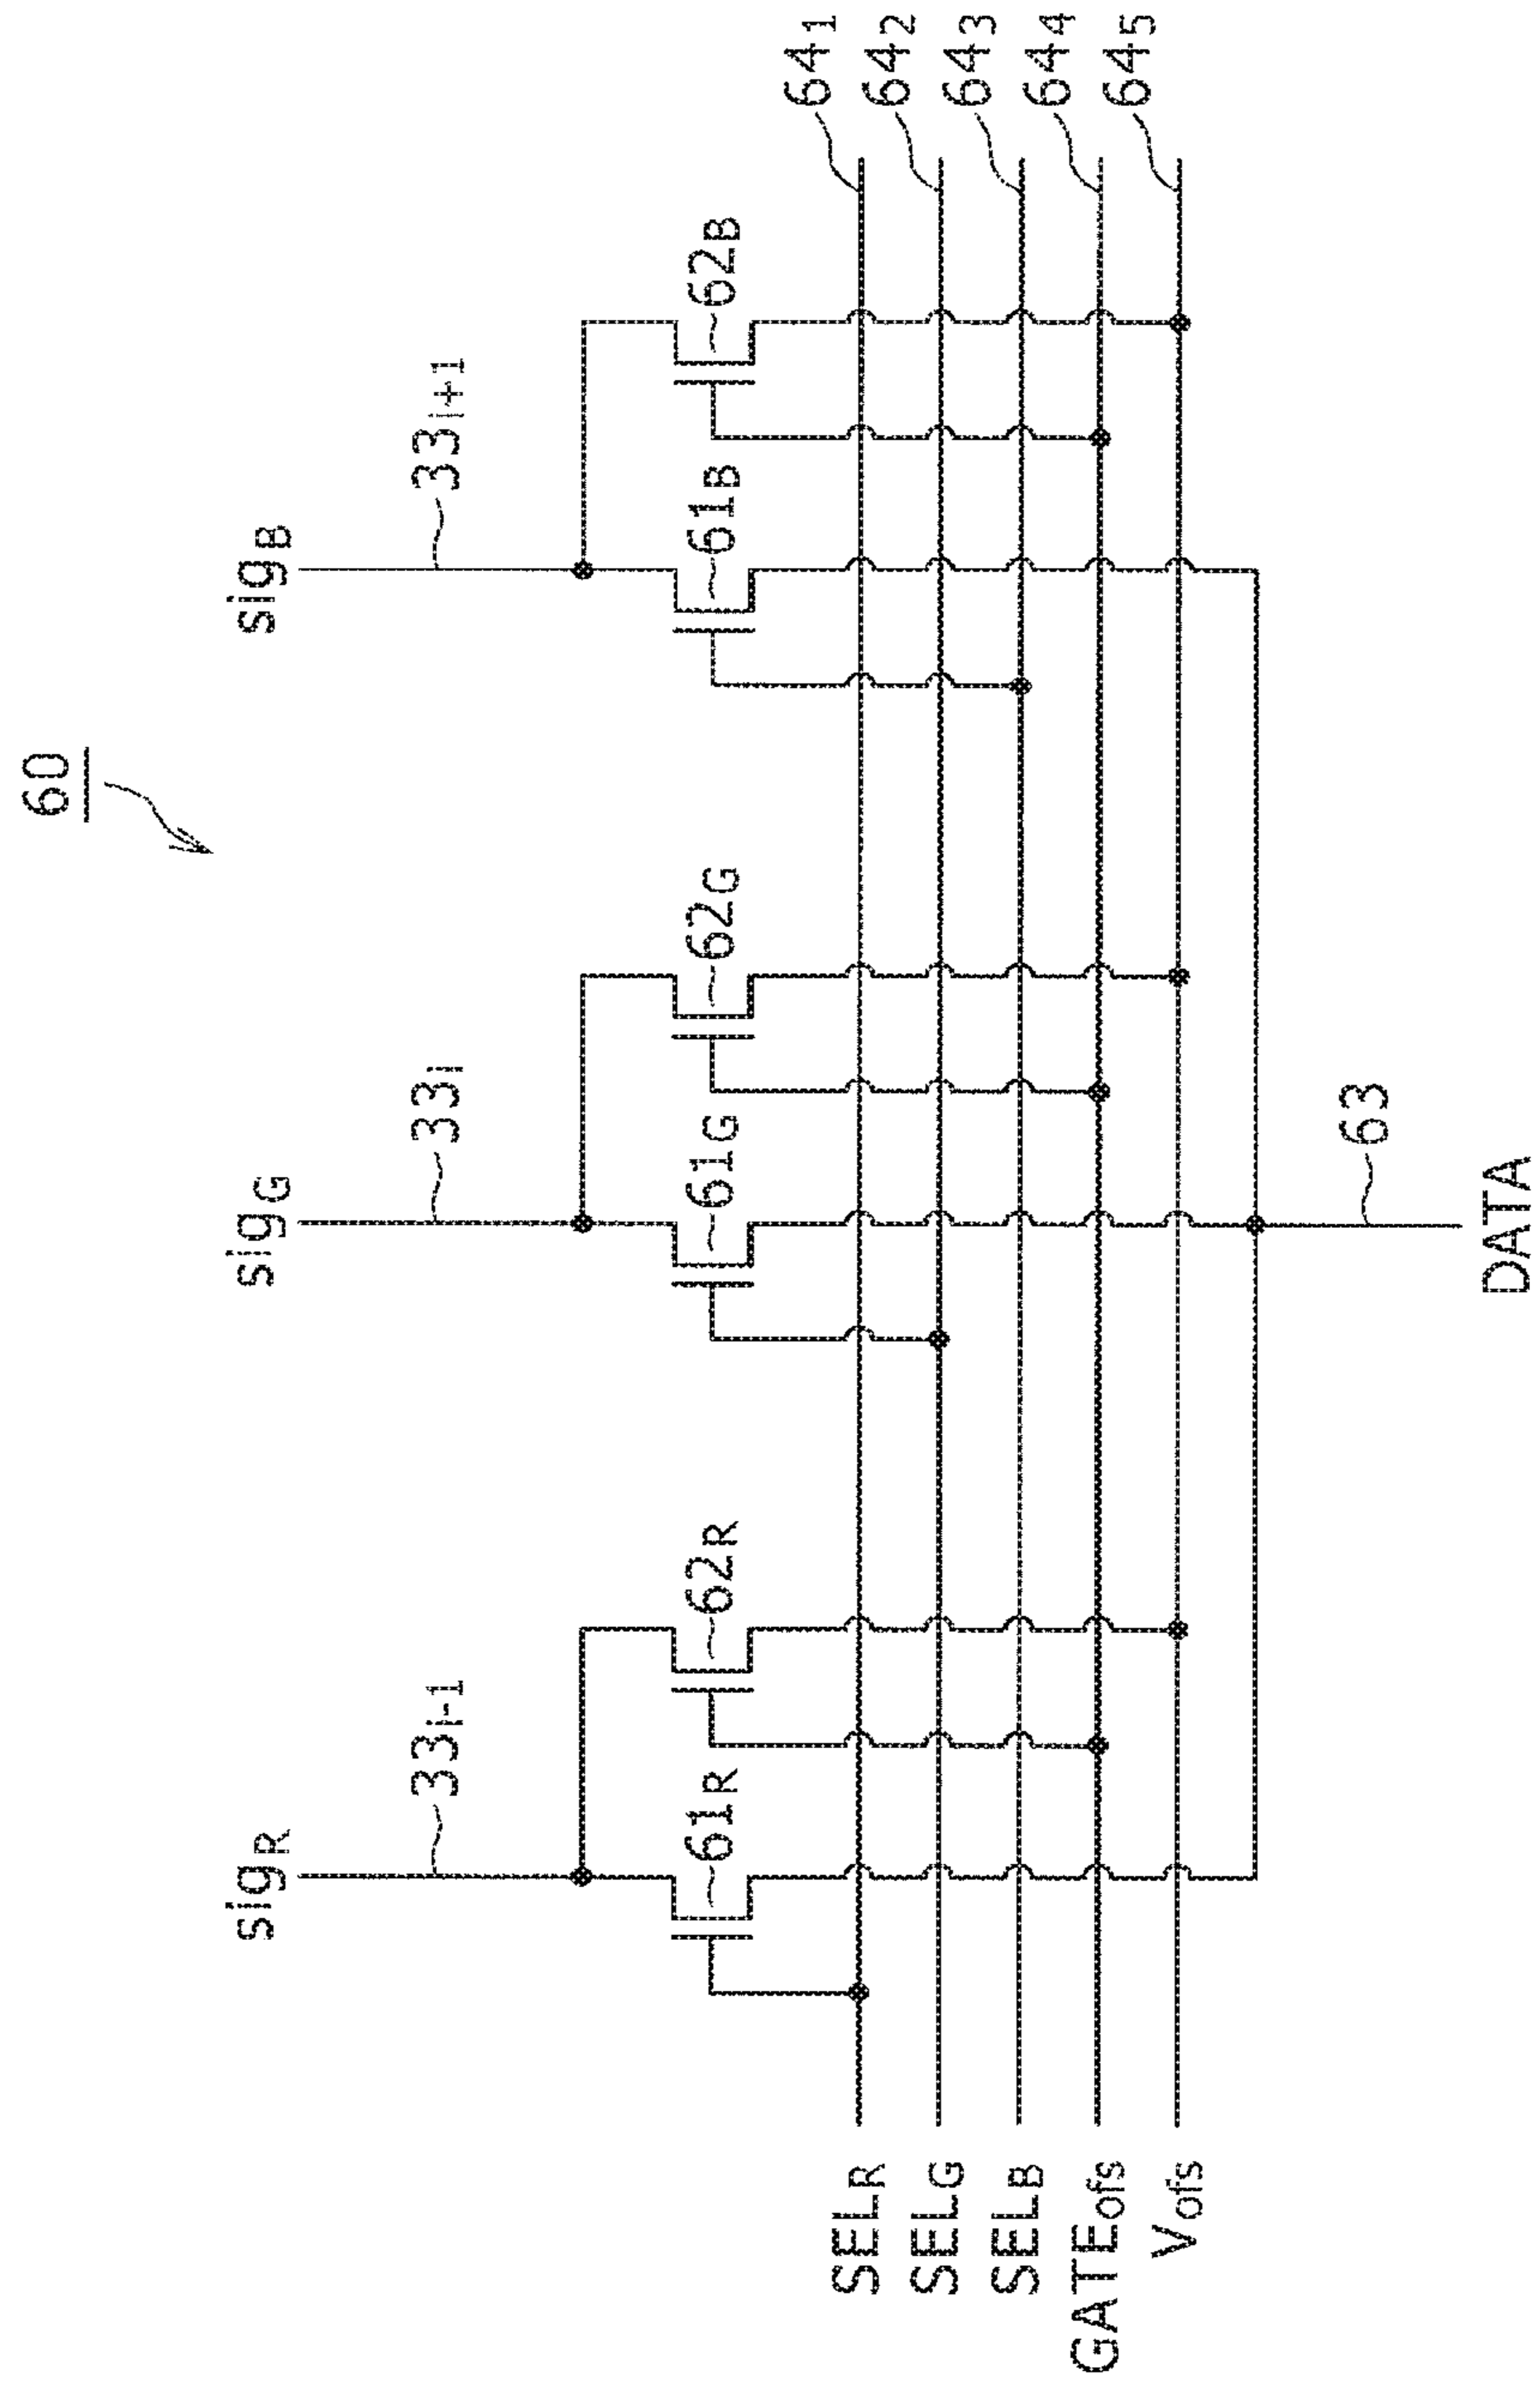 60
sigR sigG sigB
33i-1 33i 33i+1
61R 62R 61G 62G 61B 62B
SELR 641
SELG 642
SELB 643
GATEofs 644
Vofs 645
63
DATA